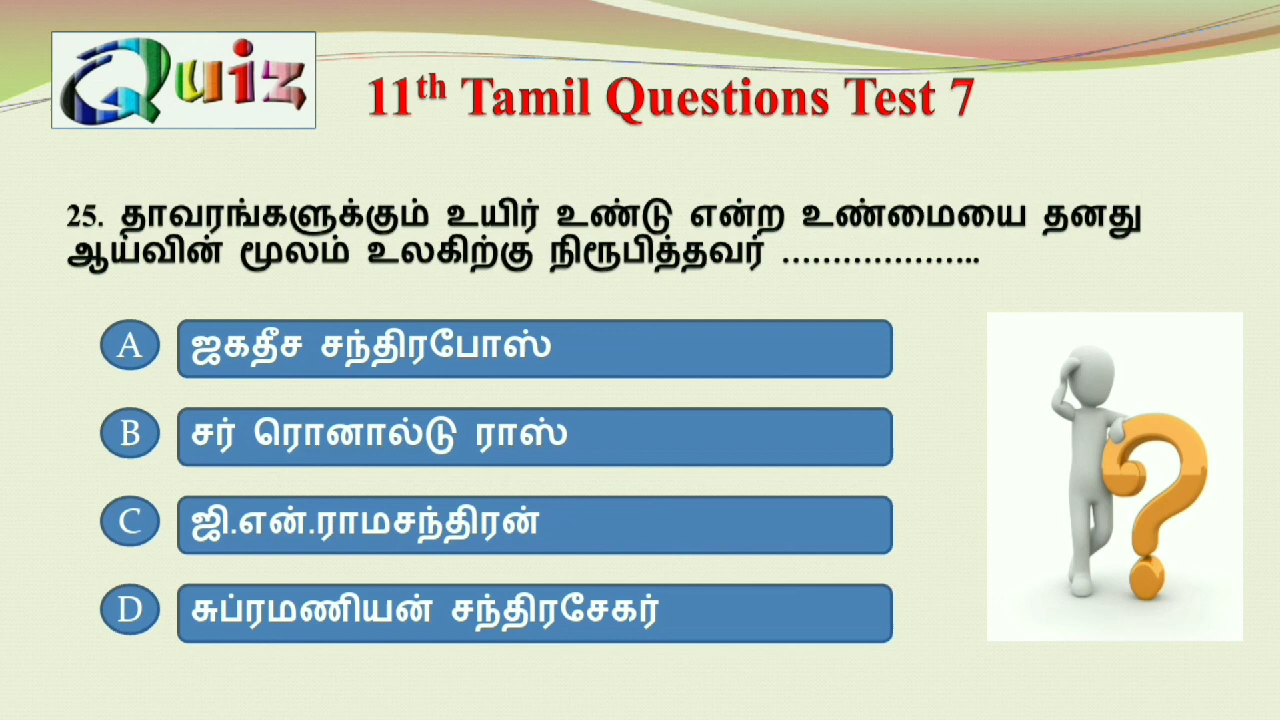 Quiz
11th Tamil Questions Test 7
25. தாவரங்களுக்கும் உயிர் உண்டு என்ற உண்மையை தனது
ஆய்வின் மூலம் உலகிற்கு நிரூபித்தவர் ………………..
A ஜகதீச சந்திரபோஸ்
B சர் ரொனால்டு ராஸ்
C ஜி.என்.ராமசந்திரன்
D சுப்ரமணியன் சந்திரசேகர்